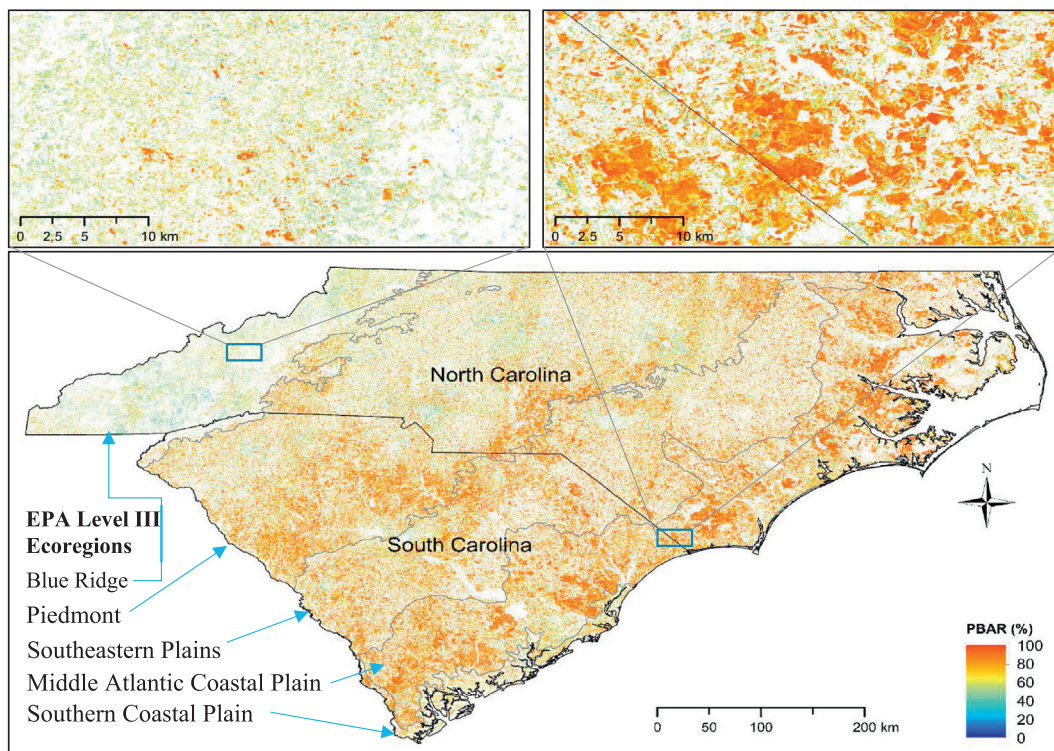 0 2.5 5 10 km
0 2.5 5 10 km
North Carolina
South Carolina
N
EPA Level III
Ecoregions
Blue Ridge
Piedmont
Southeastern Plains
Middle Atlantic Coastal Plain
Southern Coastal Plain
PBAR (%)
100
80
60
40
20
0
0 50 100 200 km